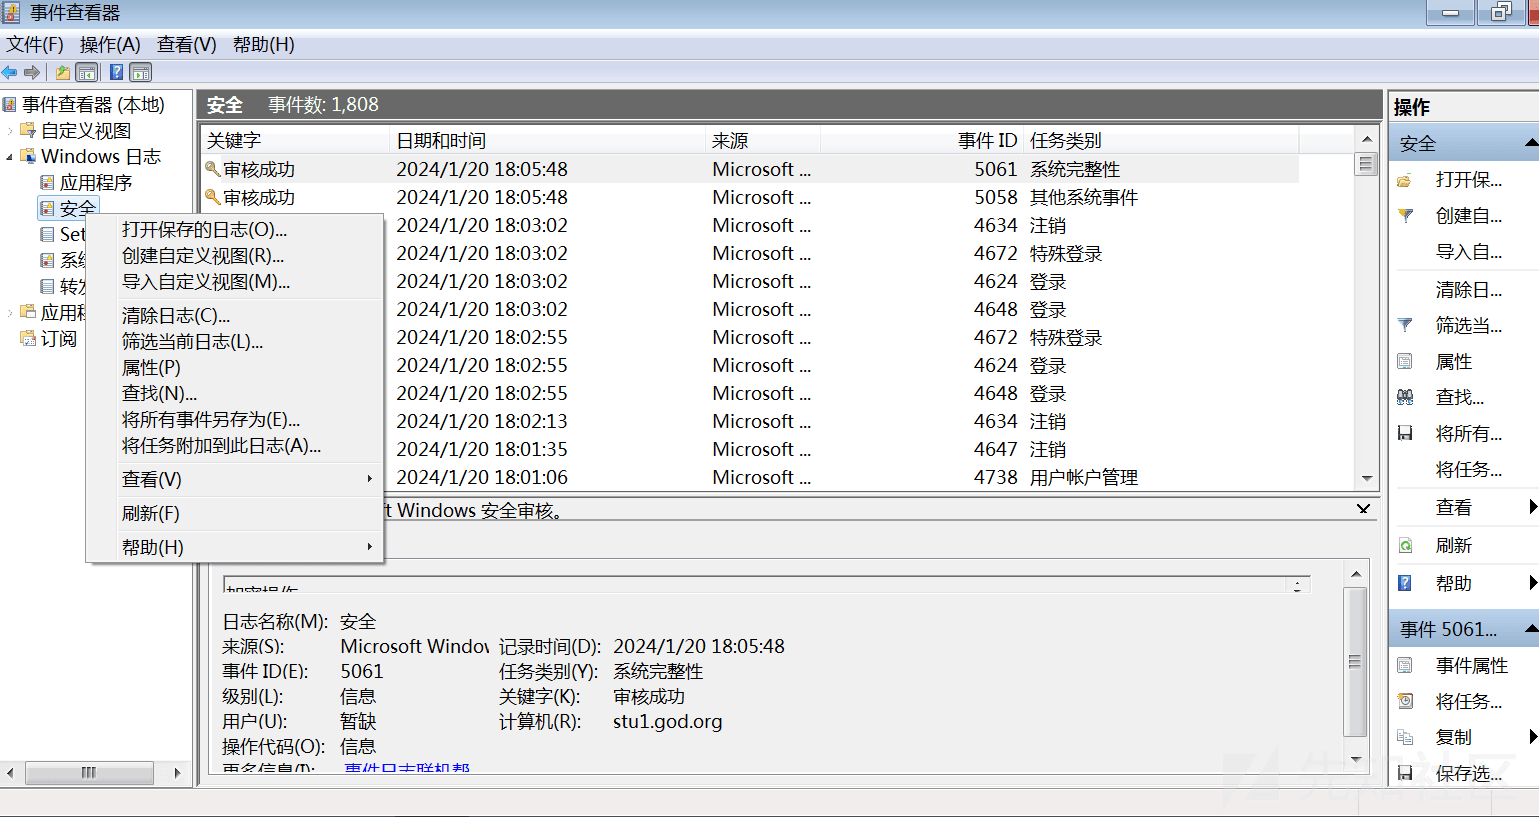 事件查看器
文件(F) 操作(A) 查看(V) 帮助(H)
事件查看器 (本地)
自定义视图
Windows 日志
应用程序
安全
Set
系
转发
应用程
订阅
打开保存的日志(O)...
创建自定义视图(R)...
导入自定义视图(M)...
清除日志(C)...
筛选当前日志(L)...
属性(P)
查找(N)...
将所有事件另存为(E)...
将任务附加到此日志(A)...
查看(V)
刷新(F)
帮助(H)
安全 事件数: 1,808
关键字 日期和时间 来源 事件 ID 任务类别
审核成功 2024/1/20 18:05:48 Microsoft ... 5061 系统完整性
审核成功 2024/1/20 18:05:48 Microsoft ... 5058 其他系统事件
2024/1/20 18:03:02 Microsoft ... 4634 注销
2024/1/20 18:03:02 Microsoft ... 4672 特殊登录
2024/1/20 18:03:02 Microsoft ... 4624 登录
2024/1/20 18:03:02 Microsoft ... 4648 登录
2024/1/20 18:02:55 Microsoft ... 4672 特殊登录
2024/1/20 18:02:55 Microsoft ... 4624 登录
2024/1/20 18:02:55 Microsoft ... 4648 登录
2024/1/20 18:02:13 Microsoft ... 4634 注销
2024/1/20 18:01:35 Microsoft ... 4647 注销
2024/1/20 18:01:06 Microsoft ... 4738 用户帐户管理
t Windows 安全审核。
加密操作
日志名称(M): 安全
来源(S): Microsoft Window 记录时间(D): 2024/1/20 18:05:48
事件 ID(E): 5061 任务类别(Y): 系统完整性
级别(L): 信息 关键字(K): 审核成功
用户(U): 暂缺 计算机(R): stu1.god.org
操作代码(O): 信息
更多信息(I): 事件日志联机帮
操作
安全
打开保...
创建自...
导入自...
清除日...
筛选当...
属性
查找...
将所有...
将任务...
查看
刷新
帮助
事件 5061...
事件属性
将任务...
复制
保存选...
先知社区